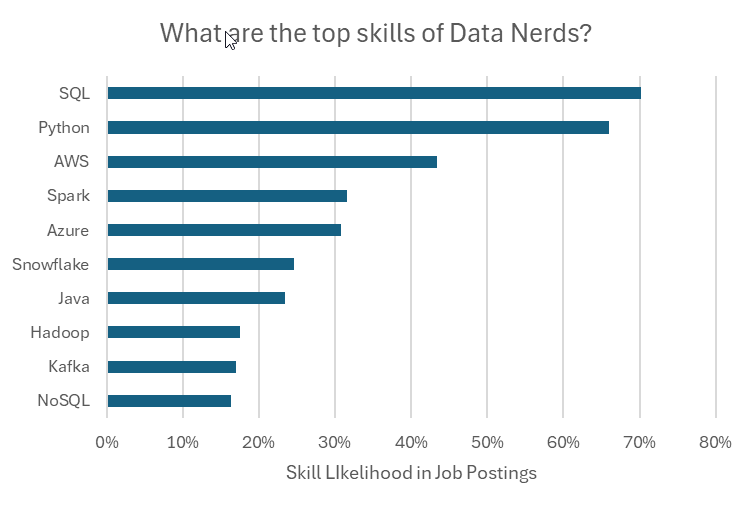 What are the top skills of Data Nerds?
SQL
Python
AWS
Spark
Azure
Snowflake
Java
Hadoop
Kafka
NoSQL
0% 10% 20% 30% 40% 50% 60% 70% 80%
Skill LIkelihood in Job Postings